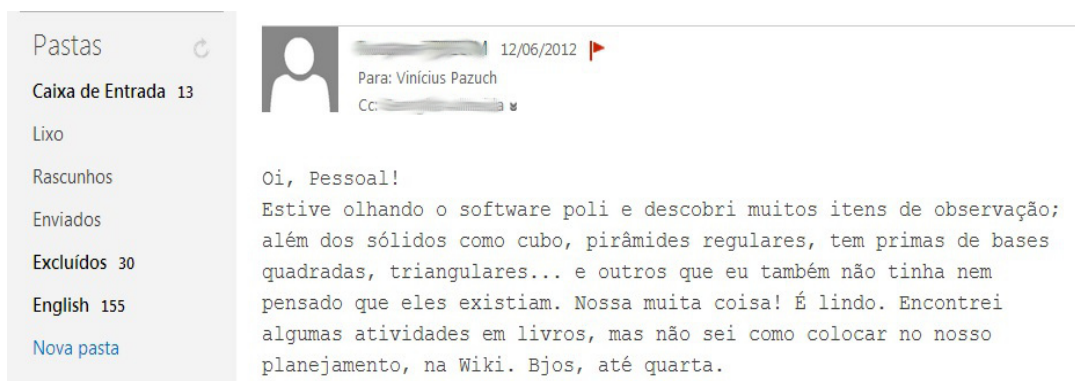 Pastas
Caixa de Entrada 13
Lixo
Rascunhos
Enviados
Excluídos 30
English 155
Nova pasta
12/06/2012
Para: Vinícius Pazuch
Cc:
Oi, Pessoal!
Estive olhando o software poli e descobri muitos itens de observação;
além dos sólidos como cubo, pirâmides regulares, tem primas de bases
quadradas, triangulares... e outros que eu também não tinha nem
pensado que eles existiam. Nossa muita coisa! É lindo. Encontrei
algumas atividades em livros, mas não sei como colocar no nosso
planejamento, na Wiki. Bjos, até quarta.